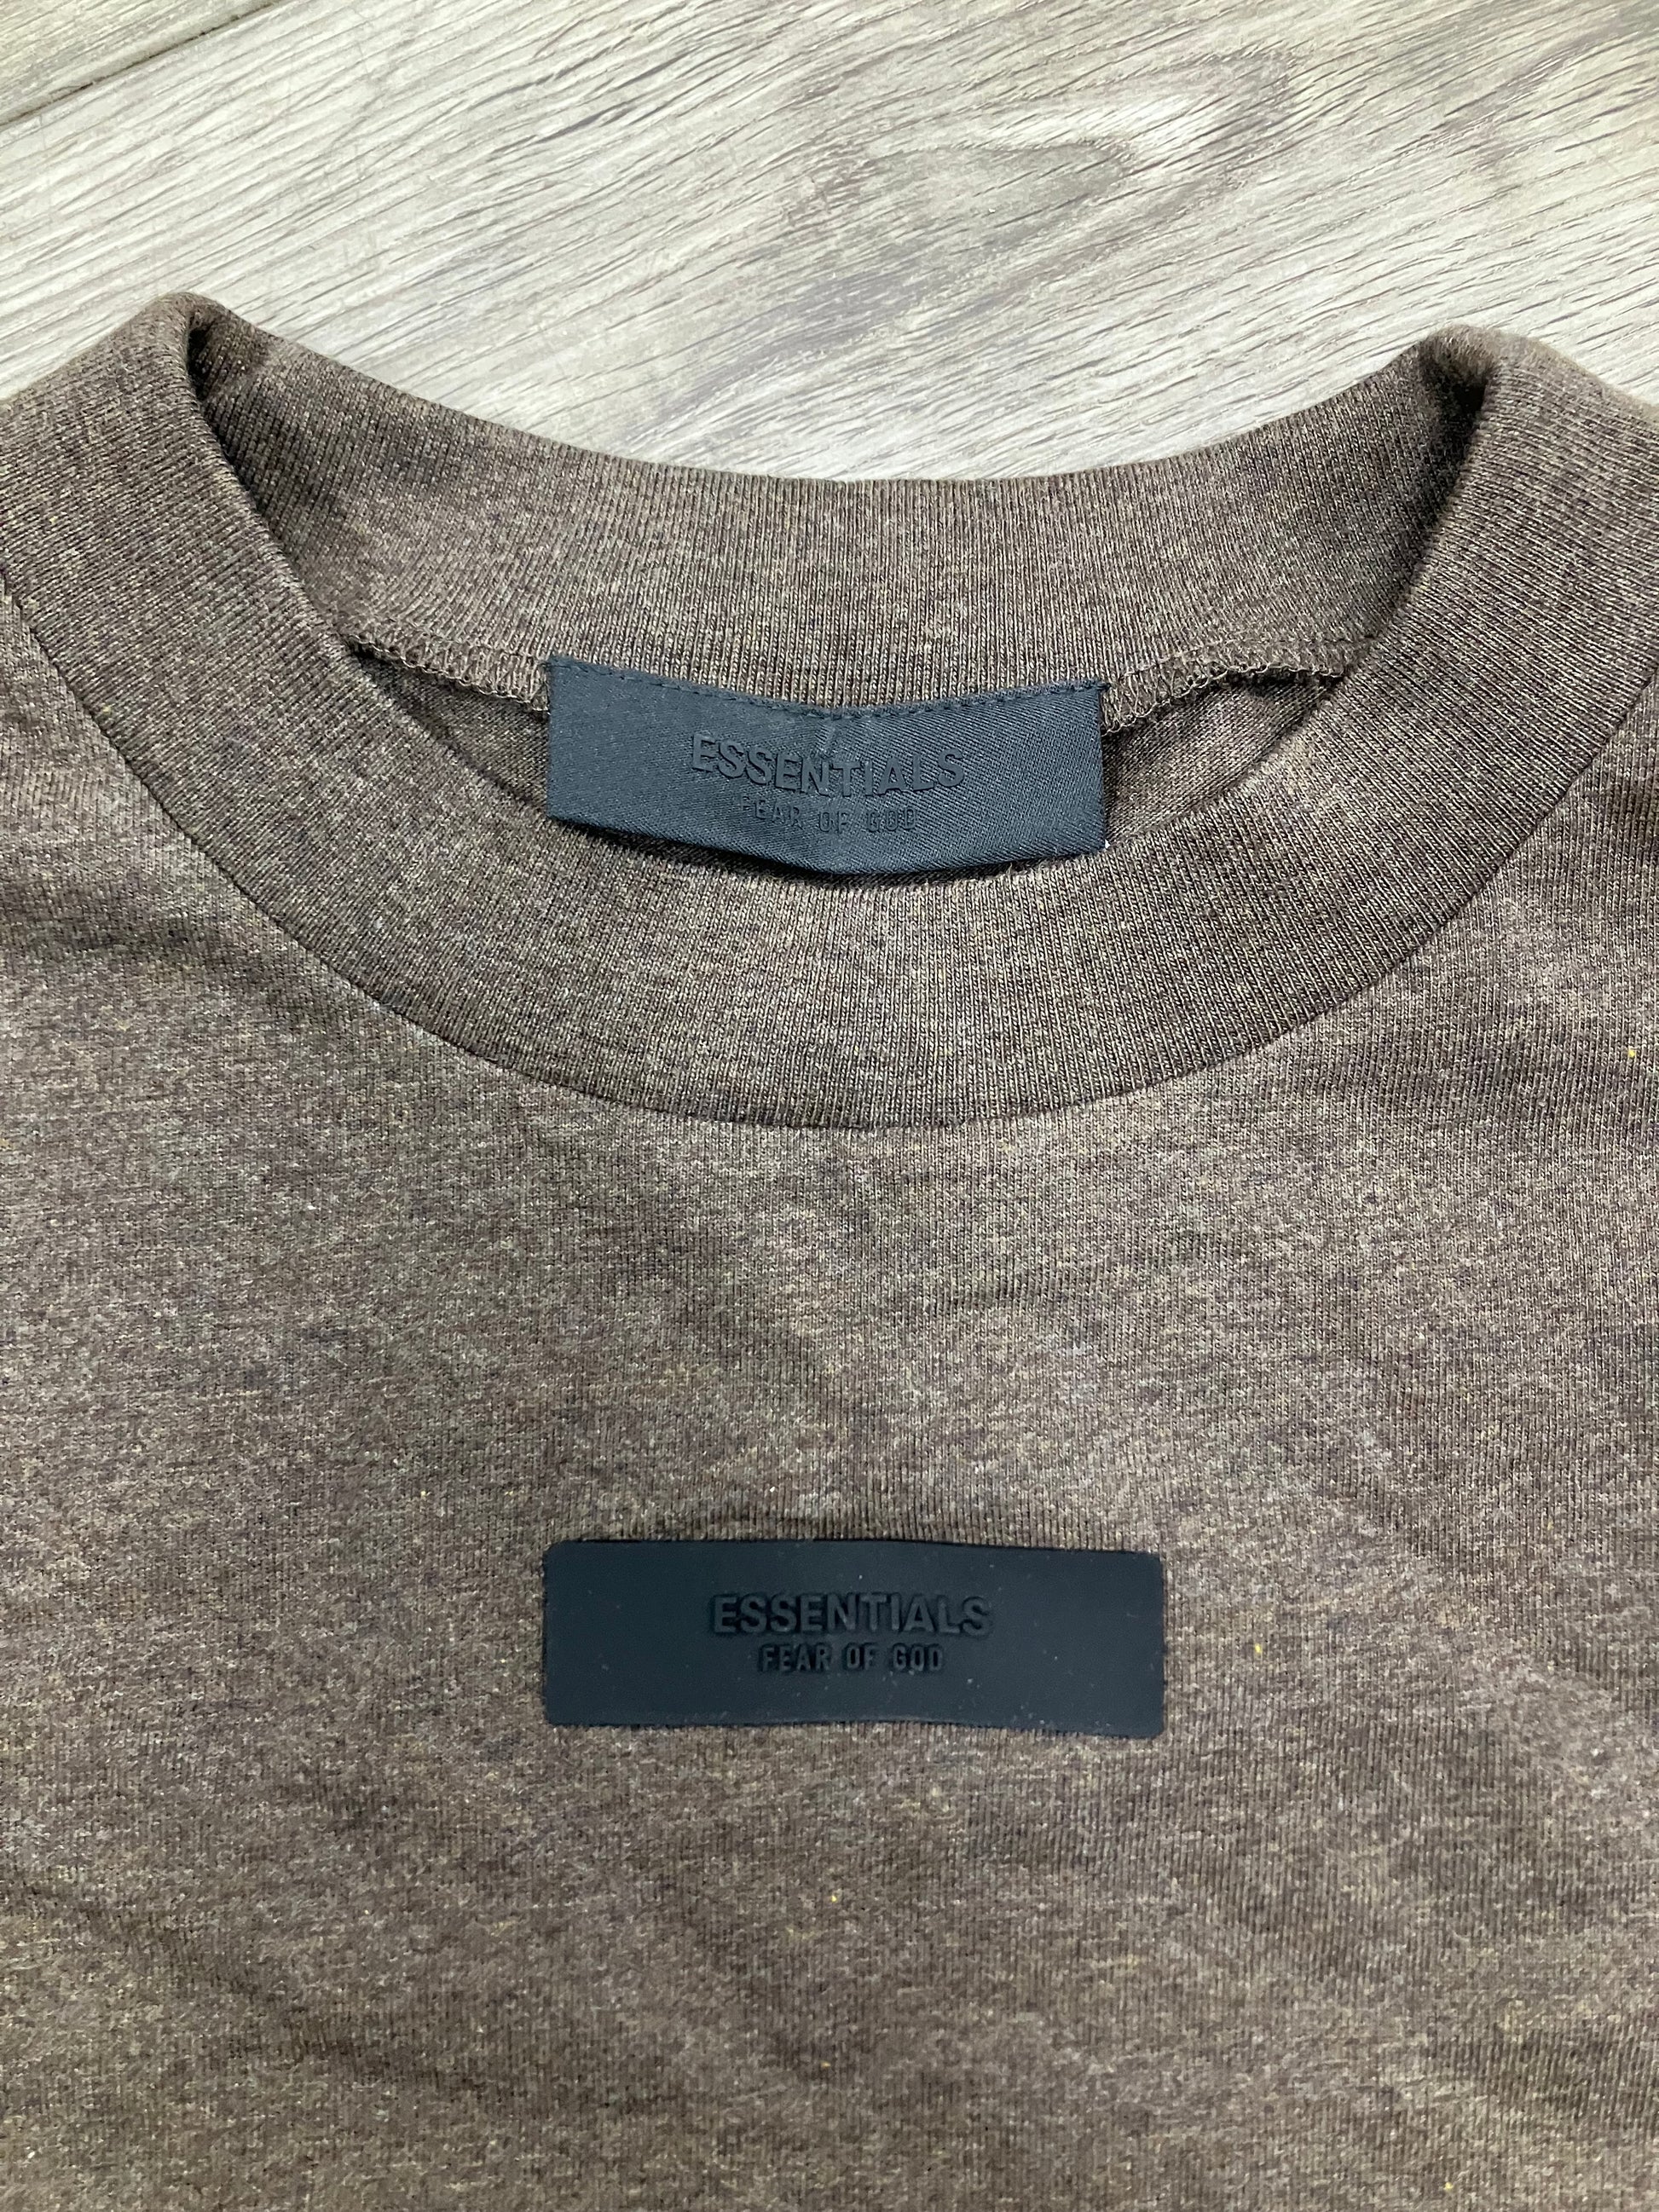 ESSENTIALS
FEAR OF GOD
ESSENTIALS
FEAR OF GOD